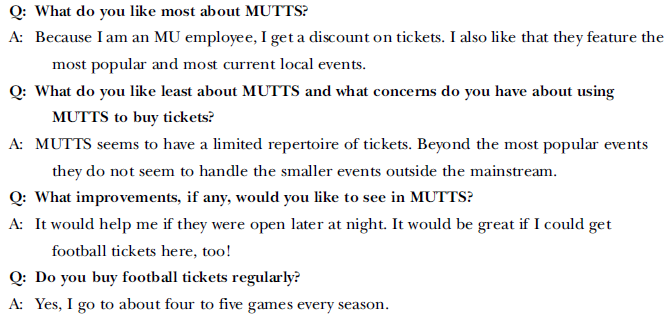 Q: What do you like most about MUTTS?
A: Because I am an MU employee, I get a discount on tickets. I also like that they feature the
most popular and most current local events.
Q: What do you like least about MUTTS and what concerns do you have about using
MUTTS to buy tickets?
A: MUTTS seems to have a limited repertoire of tickets. Beyond the most popular events
they do not seem to handle the smaller events outside the mainstream.
Q: What improvements, if any, would you like to see in MUTTS?
A: It would help me if they were open later at night. It would be great if I could get
football tickets here, too!
Q: Do you buy football tickets regularly?
A: Yes, I go to about four to five games every season.